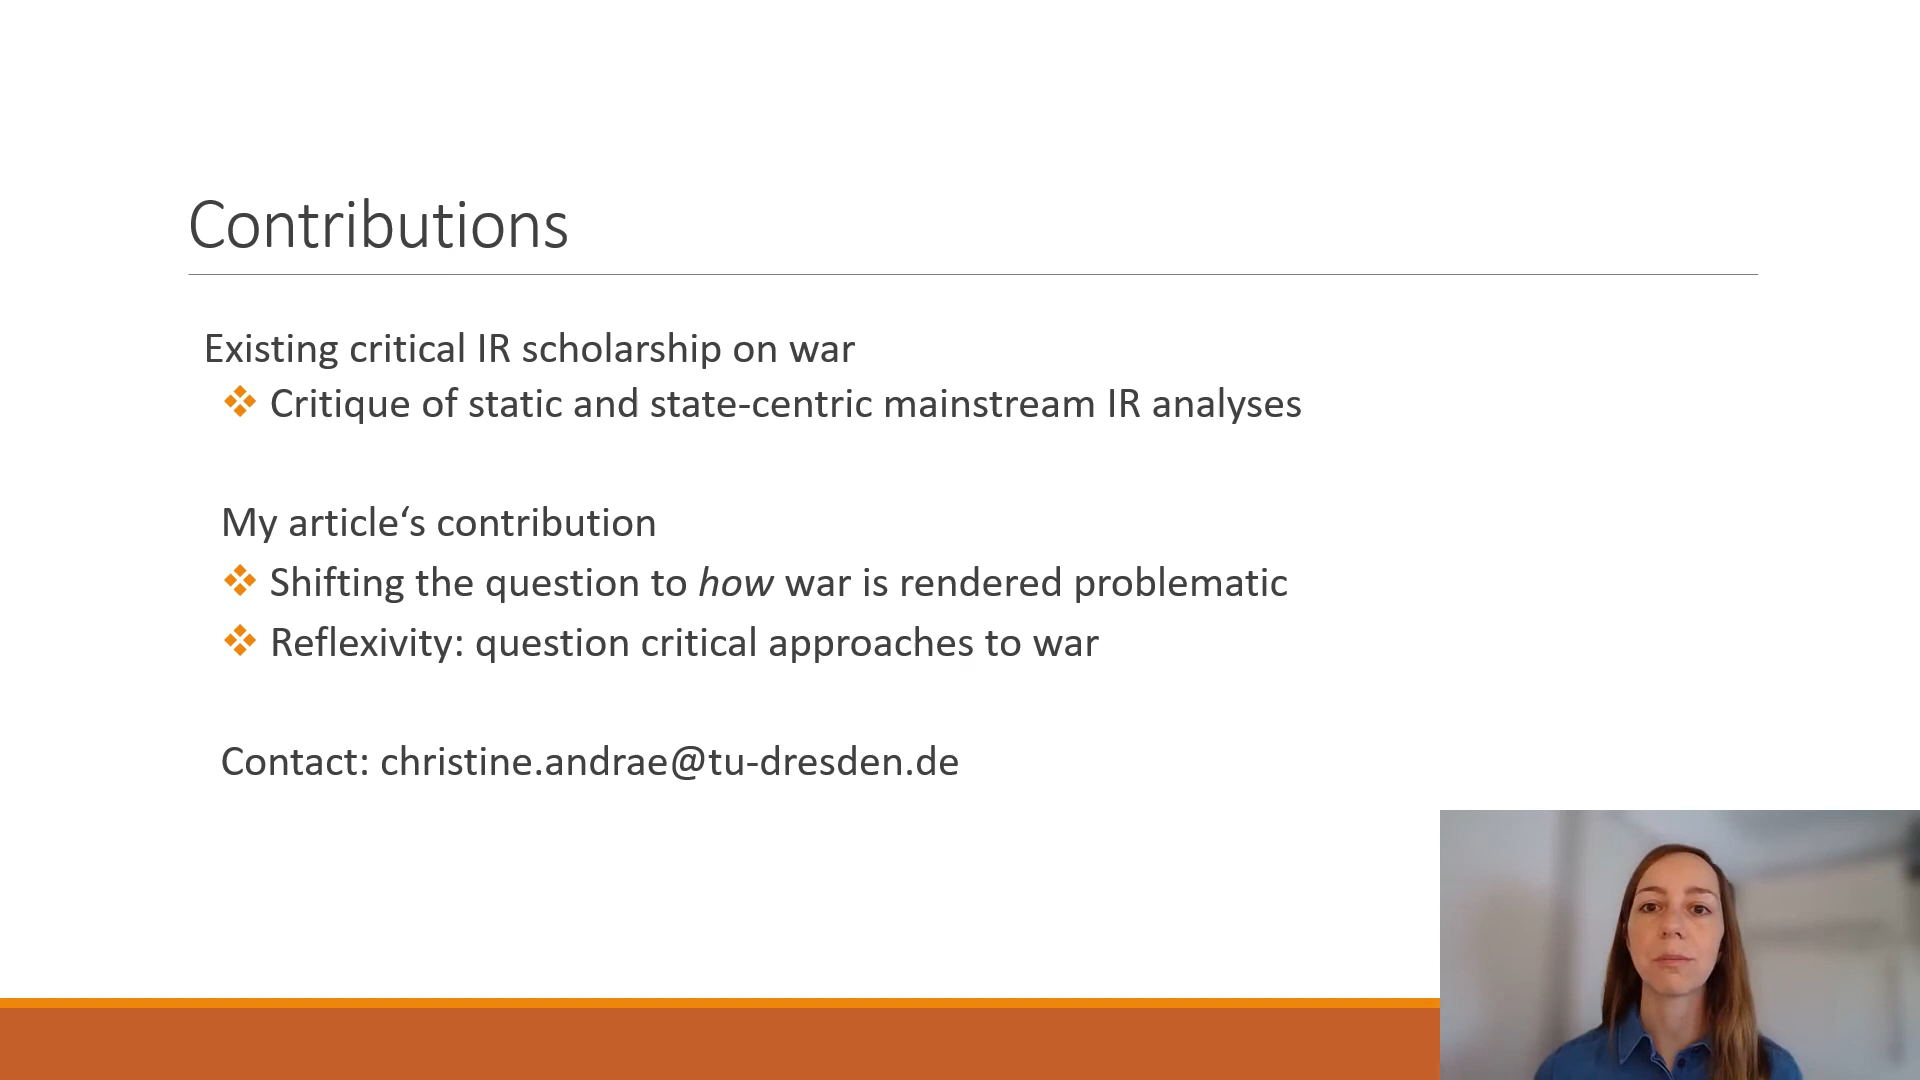 Contributions
Existing critical IR scholarship on war
❖ Critique of static and state-centric mainstream IR analyses
My article‘s contribution
❖ Shifting the question to how war is rendered problematic
❖ Reflexivity: question critical approaches to war
Contact: christine.andrae@tu-dresden.de